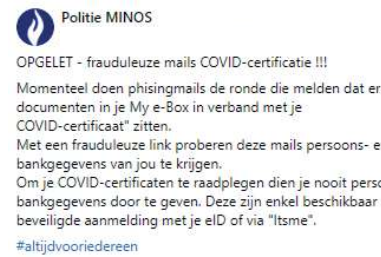 Politie MINOS
OPGELET - frauduleuze mails COVID-certificatie !!!
Momenteel doen phisingmails de ronde die melden dat er
documenten in je My e-Box in verband met je
COVID-certificaat" zitten.
Met een frauduleuze link proberen deze mails persoons- e
bankgegevens van jou te krijgen.
Om je COVID-certificaten te raadplegen dien je nooit perso
bankgegevens door te geven. Deze zijn enkel beschikbaar
beveiligde aanmelding met je eID of via "Itsme".
#altijdvooriedereen